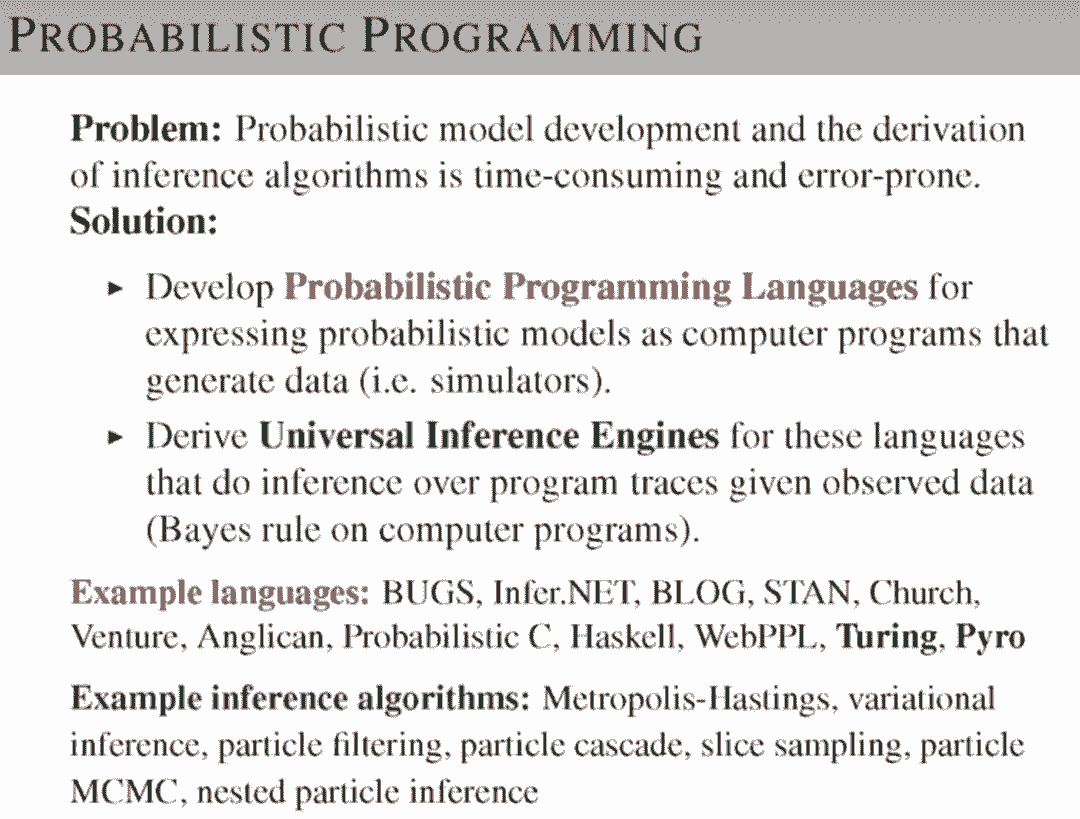 PROBABILISTIC PROGRAMMING
Problem: Probabilistic model development and the derivation
of inference algorithms is time-consuming and error-prone.
Solution:
► Develop Probabilistic Programming Languages for
expressing probabilistic models as computer programs that
generate data (i.e. simulators).
► Derive Universal Inference Engines for these languages
that do inference over program traces given observed data
(Bayes rule on computer programs).
Example languages: BUGS, Infer.NET, BLOG, STAN, Church,
Venture, Anglican, Probabilistic C, Haskell, WebPPL, Turing, Pyro
Example inference algorithms: Metropolis-Hastings, variational
inference, particle filtering, particle cascade, slice sampling, particle
MCMC, nested particle inference